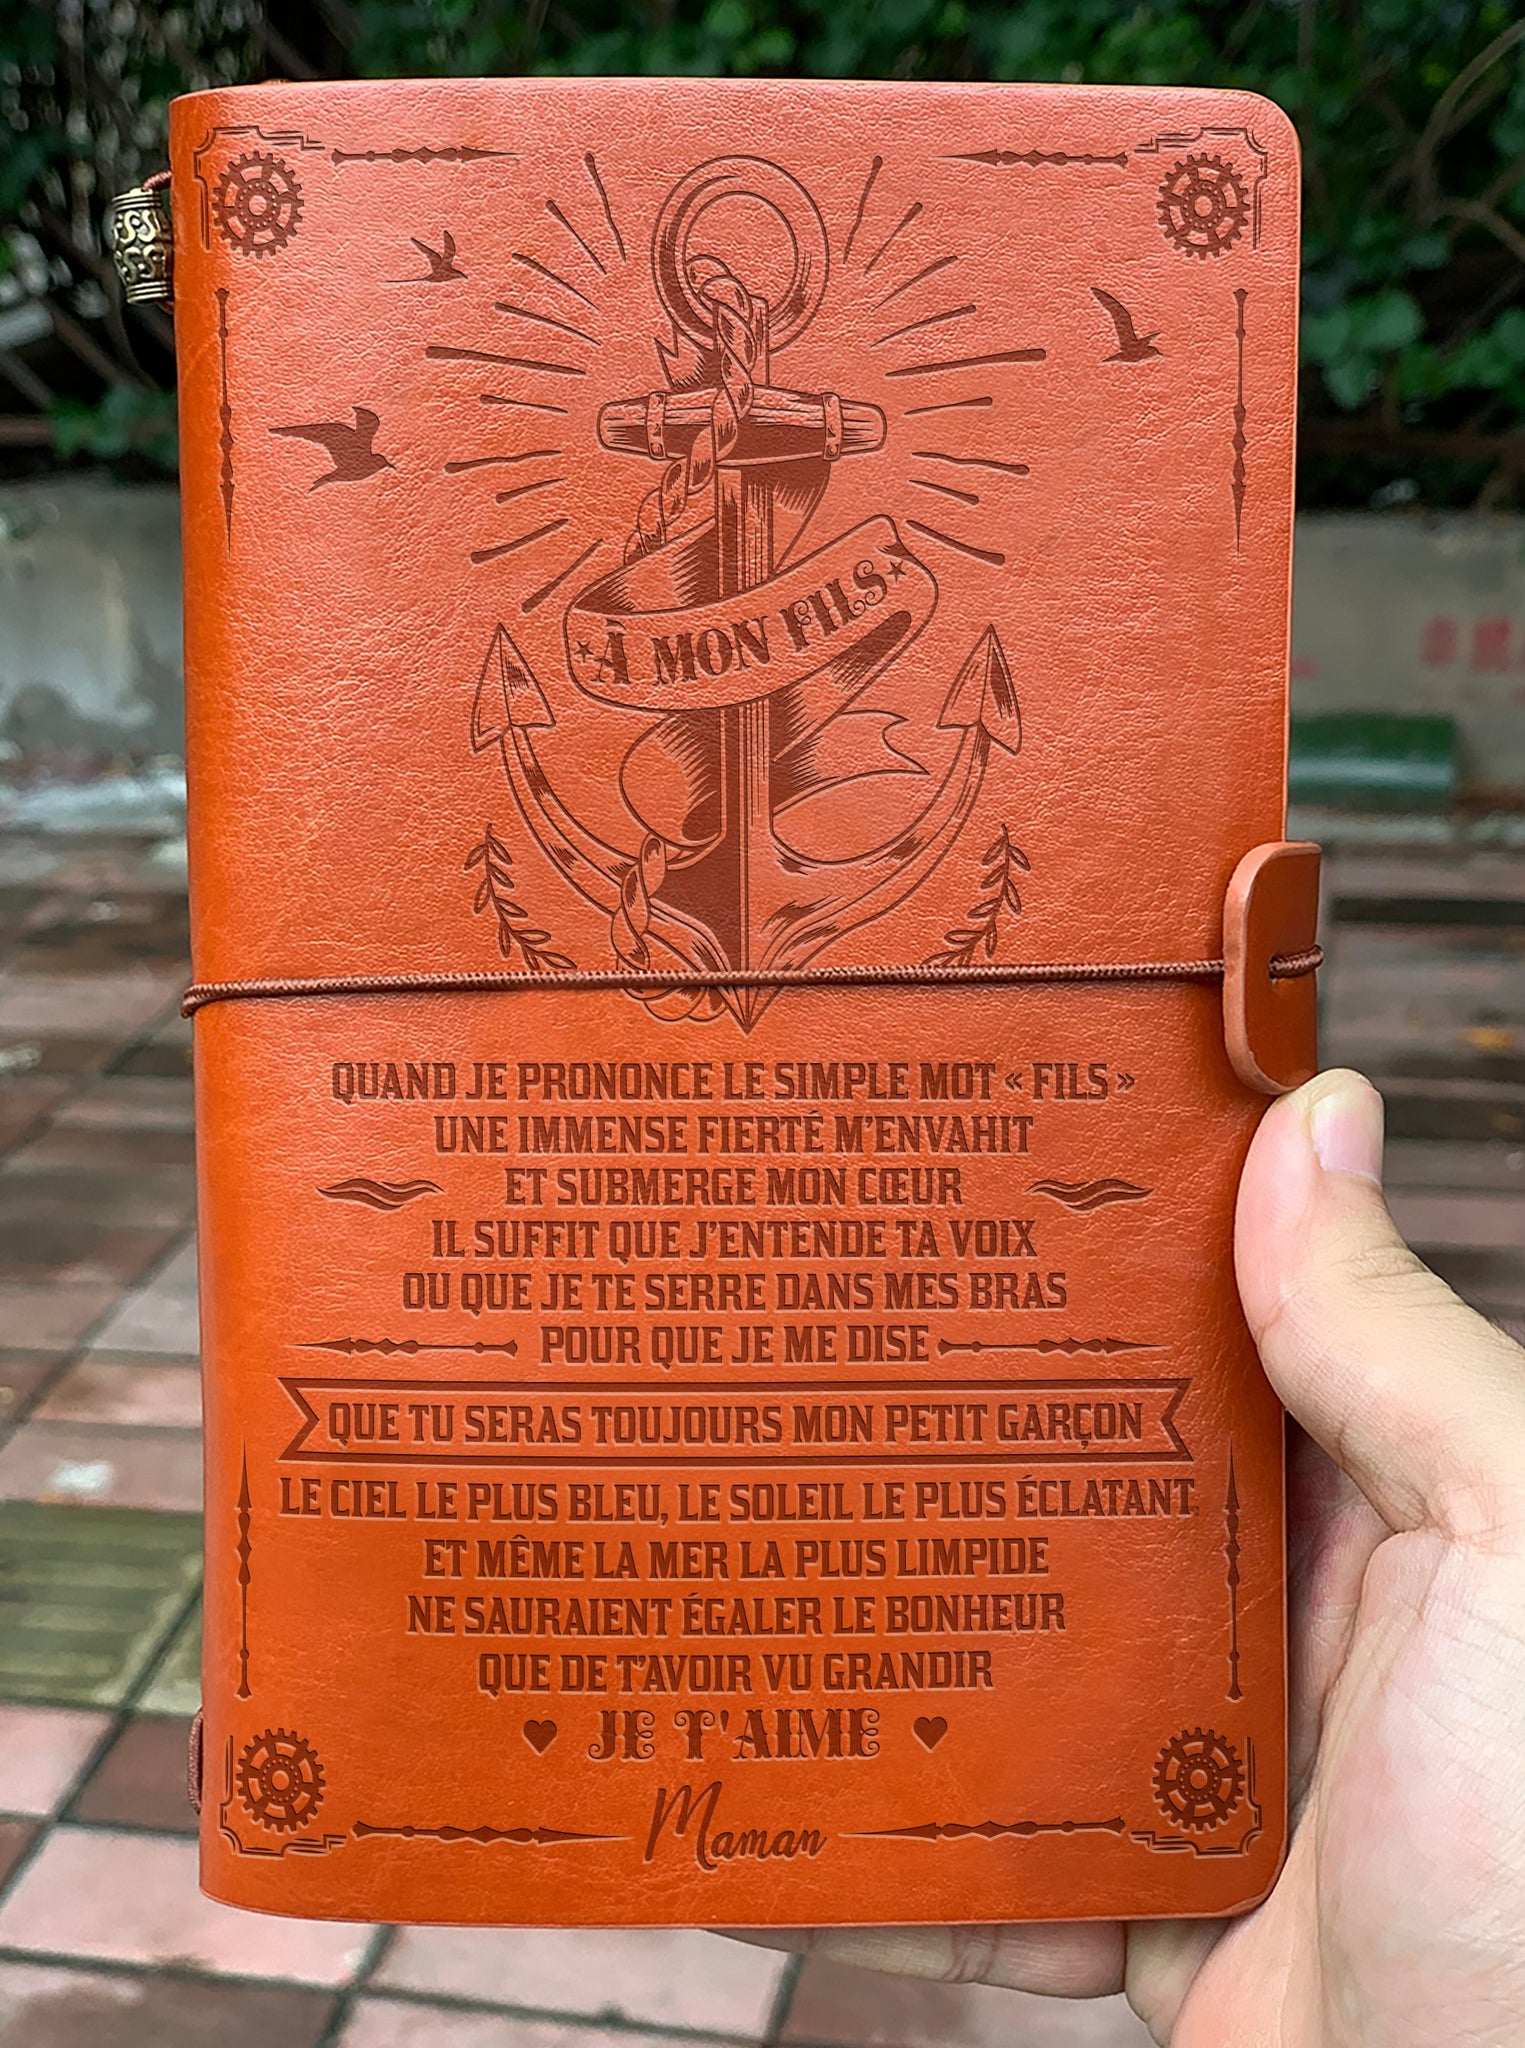 À MON FILS
QUAND JE PRONONCE LE SIMPLE MOT « FILS »
UNE IMMENSE FIERTÉ M'ENVAHIT
ET SUBMERGE MON CŒUR
IL SUFFIT QUE J'ENTENDE TA VOIX
OU QUE JE TE SERRE DANS MES BRAS
POUR QUE JE ME DISE
QUE TU SERAS TOUJOURS MON PETIT GARÇON
LE CIEL LE PLUS BLEU, LE SOLEIL LE PLUS ÉCLATANT,
ET MÊME LA MER LA PLUS LIMPIDE
NE SAURAIENT ÉGALER LE BONHEUR
QUE DE T'AVOIR VU GRANDIR
JE T'AIME
Maman